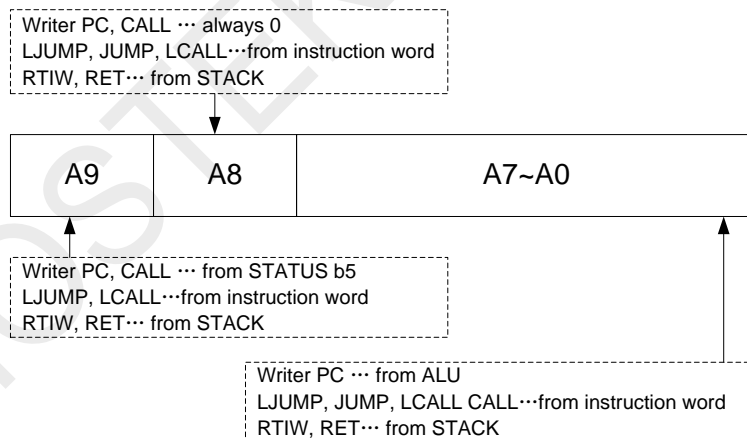 Writer PC, CALL ··· always 0
LJUMP, JUMP, LCALL···from instruction word
RTIW, RET··· from STACK
A9 A8 A7~A0
Writer PC, CALL ··· from STATUS b5
LJUMP, LCALL···from instruction word
RTIW, RET··· from STACK
Writer PC ··· from ALU
LJUMP, JUMP, LCALL CALL···from instruction word
RTIW, RET··· from STACK